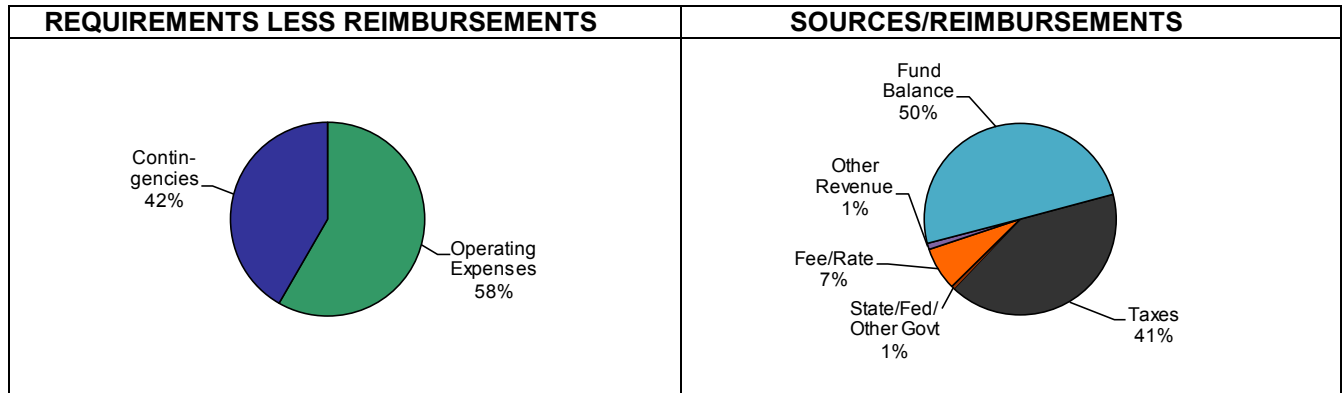 REQUIREMENTS LESS REIMBURSEMENTS
Contin-
gencies
42%
Operating
Expenses
58%
SOURCES/REIMBURSEMENTS
Fund
Balance
50%
Other
Revenue
1%
Fee/Rate
7%
State/Fed/
Other Govt
1%
Taxes
41%